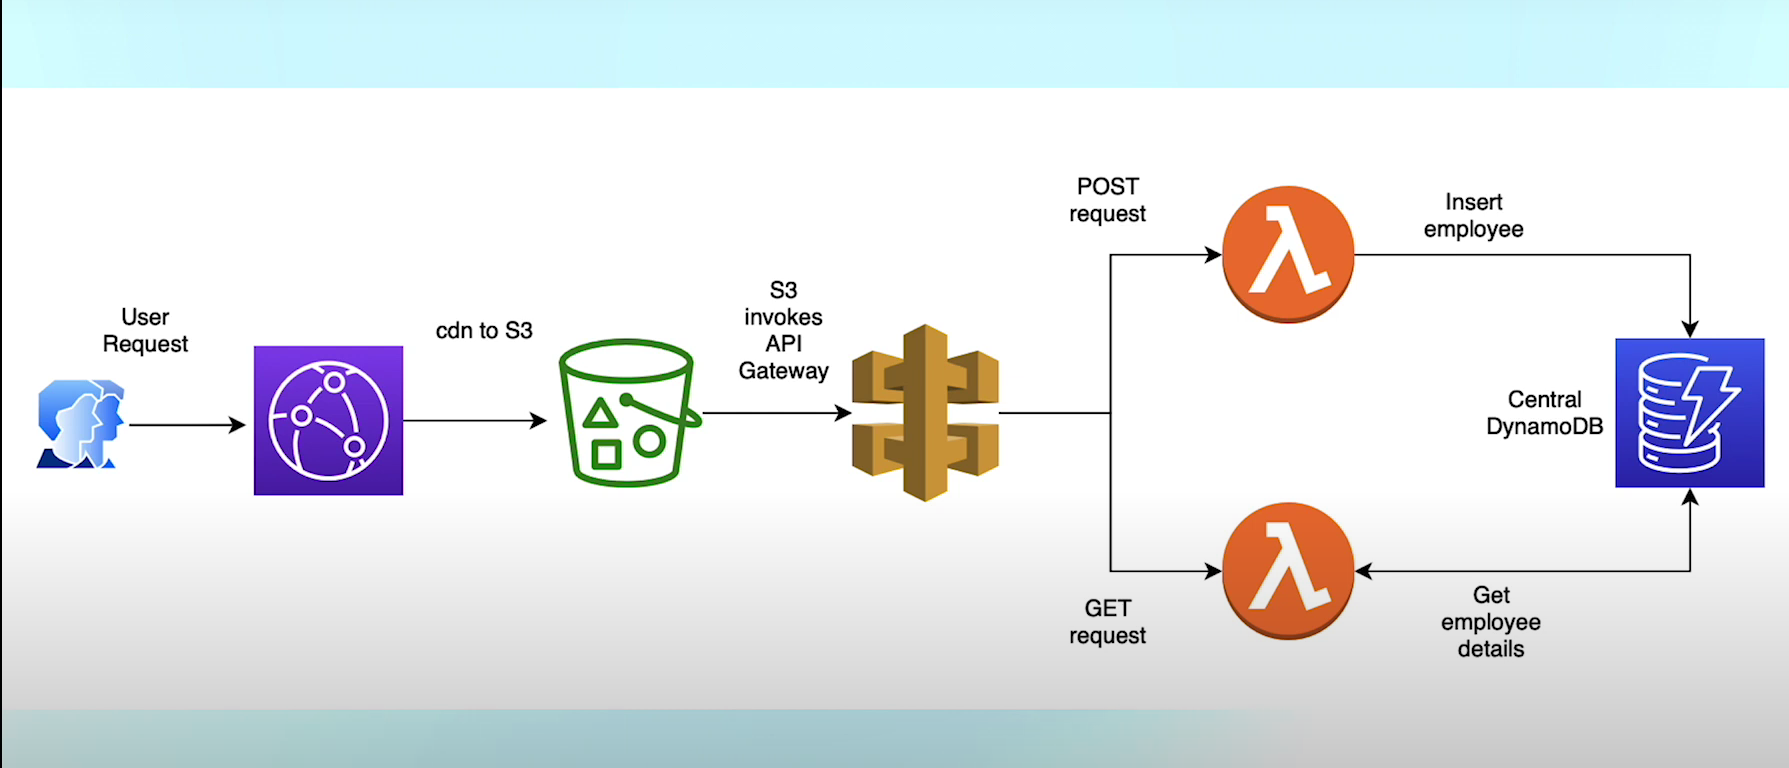 User
Request
cdn to S3
S3
invokes
API
Gateway
POST
request
GET
request
Insert
employee
Central
DynamoDB
Get
employee
details